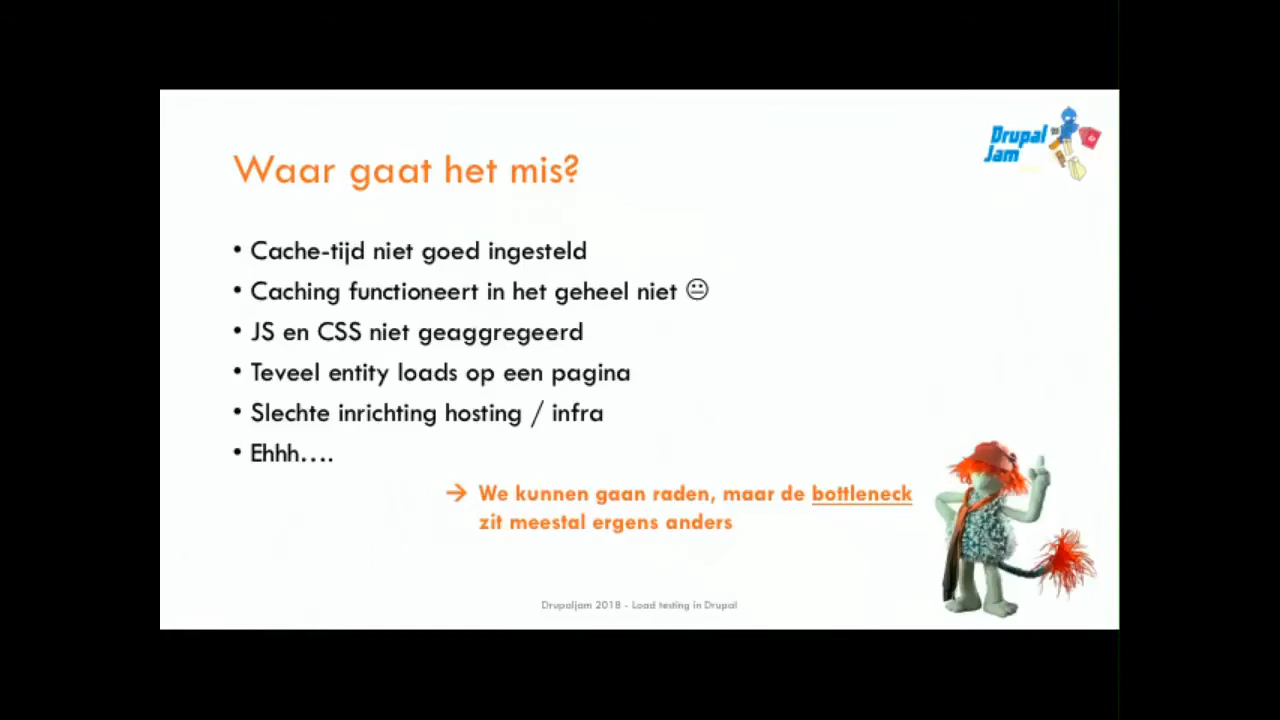 Drupal
Jam
Waar gaat het mis?
• Cache-tijd niet goed ingesteld
• Caching functioneert in het geheel niet 😐
• JS en CSS niet geaggregeerd
• Teveel entity loads op een pagina
• Slechte inrichting hosting / infra
• Ehhh....
→ We kunnen gaan raden, maar de bottleneck
zit meestal ergens anders
Drupaljam 2018 - Load testing in Drupal